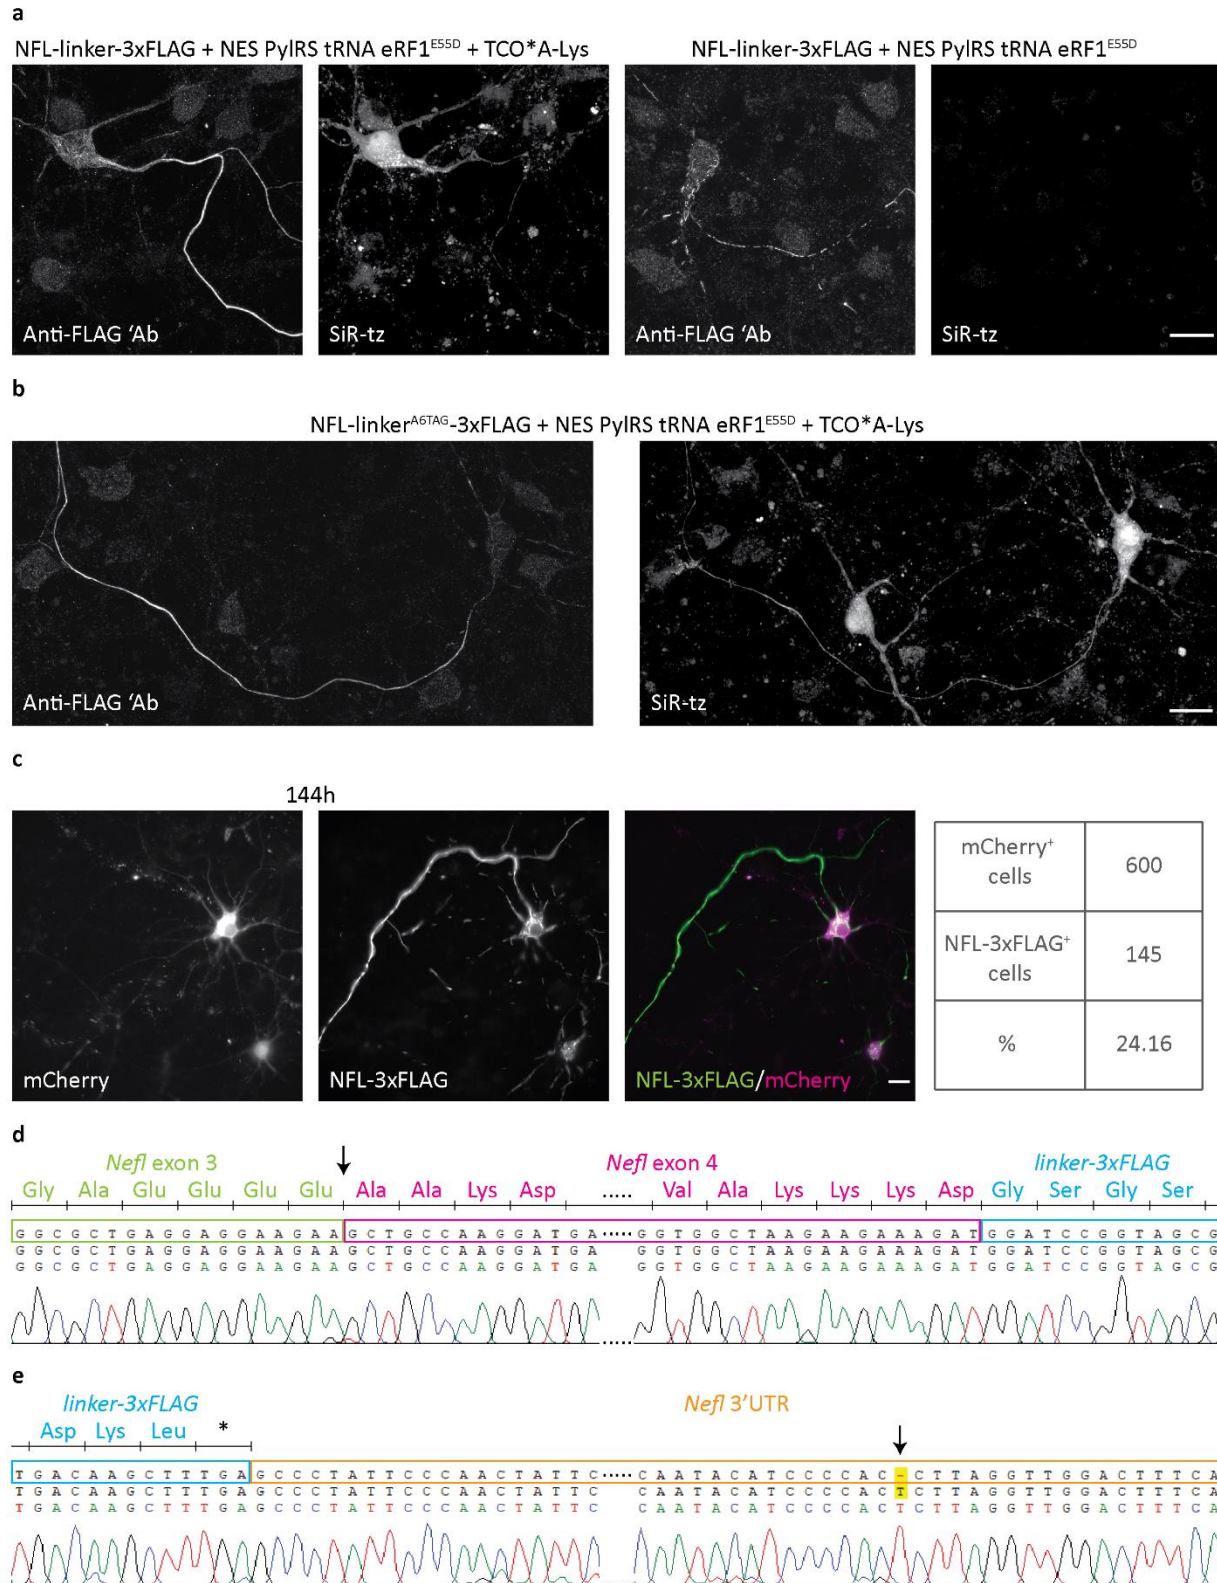 a
NFL-linker-3xFLAG + NES PylRS tRNA eRF1E55D + TCO*A-Lys
NFL-linker-3xFLAG + NES PylRS tRNA eRF1E55D
Anti-FLAG ‘Ab
SiR-tz
Anti-FLAG ‘Ab
SiR-tz
b
NFL-linkerA6TAG-3xFLAG + NES PylRS tRNA eRF1E55D + TCO*A-Lys
Anti-FLAG ‘Ab
SiR-tz
c
144h
mCherry
NFL-3xFLAG
NFL-3xFLAG/mCherry
mCherry+ cells 600
NFL-3xFLAG+ cells 145
% 24.16
d
Nefl exon 3
Nefl exon 4
linker-3xFLAG
Gly Ala Glu Glu Glu Glu Ala Ala Lys Asp ..... Val Ala Lys Lys Lys Asp Gly Ser Gly Ser
GGCGCTGAGGAGGAAGAAGCTGCCAAGGATGA.....GGTGGCTAAGAAGAAAGATGGATCCGGTAGCG
GGCGCTGAGGAGGAAGAAGCTGCCAAGGATGA GGTGGCTAAGAAGAAAGATGGATCCGGTAGCG
GGCGCTGAGGAGGAAGAAGCTGCCAAGGATGA GGTGGCTAAGAAGAAAGATGGATCCGGTAGCG
.....
e
linker-3xFLAG
Nefl 3’UTR
Asp Lys Leu *
TGACAAGCTTTGAGCCCTATTCCCAACTATTC.....CAATACATCCCCAC-CTTAGGTTGGACTTTCA
TGACAAGCTTTGAGCCCTATTCCCAACTATTC CAATACATCCCCACTCTTAGGTTGGACTTTCA
TGACAAGCTTTGAGCCCTATTCCCAACTATTC CAATACATCCCCACTCTTAGGTTGGACTTTCA